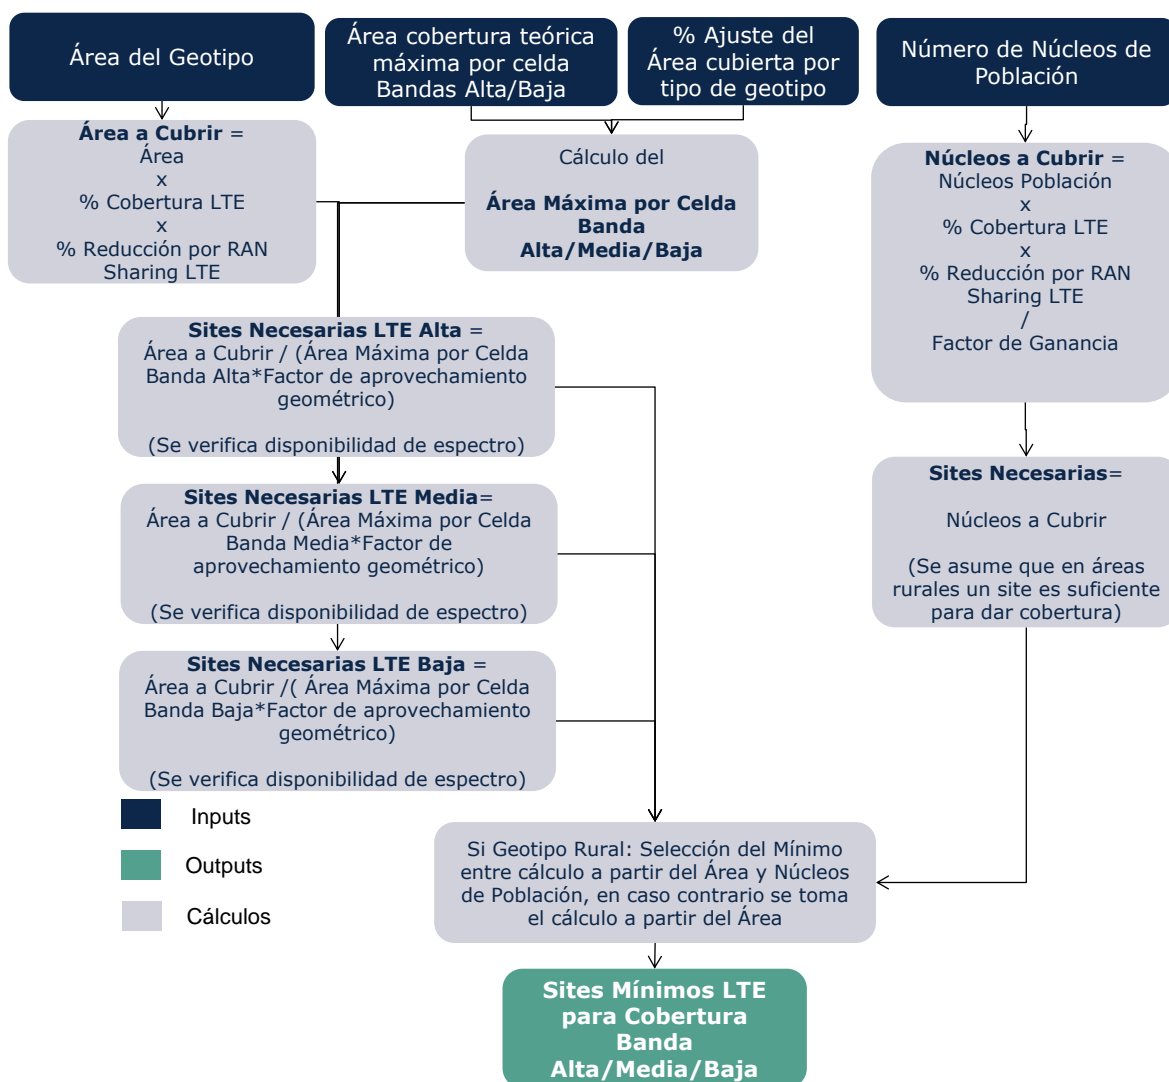 Área del Geotipo
Área cobertura teórica
máxima por celda
Bandas Alta/Baja
% Ajuste del
Área cubierta por
tipo de geotipo
Número de Núcleos de
Población
Área a Cubrir =
Área
x
% Cobertura LTE
x
% Reducción por RAN
Sharing LTE
Cálculo del
Área Máxima por Celda
Banda
Alta/Media/Baja
Núcleos a Cubrir =
Núcleos Población
x
% Cobertura LTE
x
% Reducción por RAN
Sharing LTE
/
Factor de Ganancia
Sites Necesarias LTE Alta =
Área a Cubrir / (Área Máxima por Celda
Banda Alta*Factor de aprovechamiento
geométrico)
(Se verifica disponibilidad de espectro)
Sites Necesarias LTE Media=
Área a Cubrir / (Área Máxima por Celda
Banda Media*Factor de
aprovechamiento geométrico)
(Se verifica disponibilidad de espectro)
Sites Necesarias LTE Baja =
Área a Cubrir /( Área Máxima por Celda
Banda Baja*Factor de aprovechamiento
geométrico)
(Se verifica disponibilidad de espectro)
Sites Necesarias=
Núcleos a Cubrir
(Se asume que en áreas
rurales un site es suficiente
para dar cobertura)
Inputs
Outputs
Cálculos
Si Geotipo Rural: Selección del Mínimo
entre cálculo a partir del Área y Núcleos
de Población, en caso contrario se toma
el cálculo a partir del Área
Sites Mínimos LTE
para Cobertura
Banda
Alta/Media/Baja